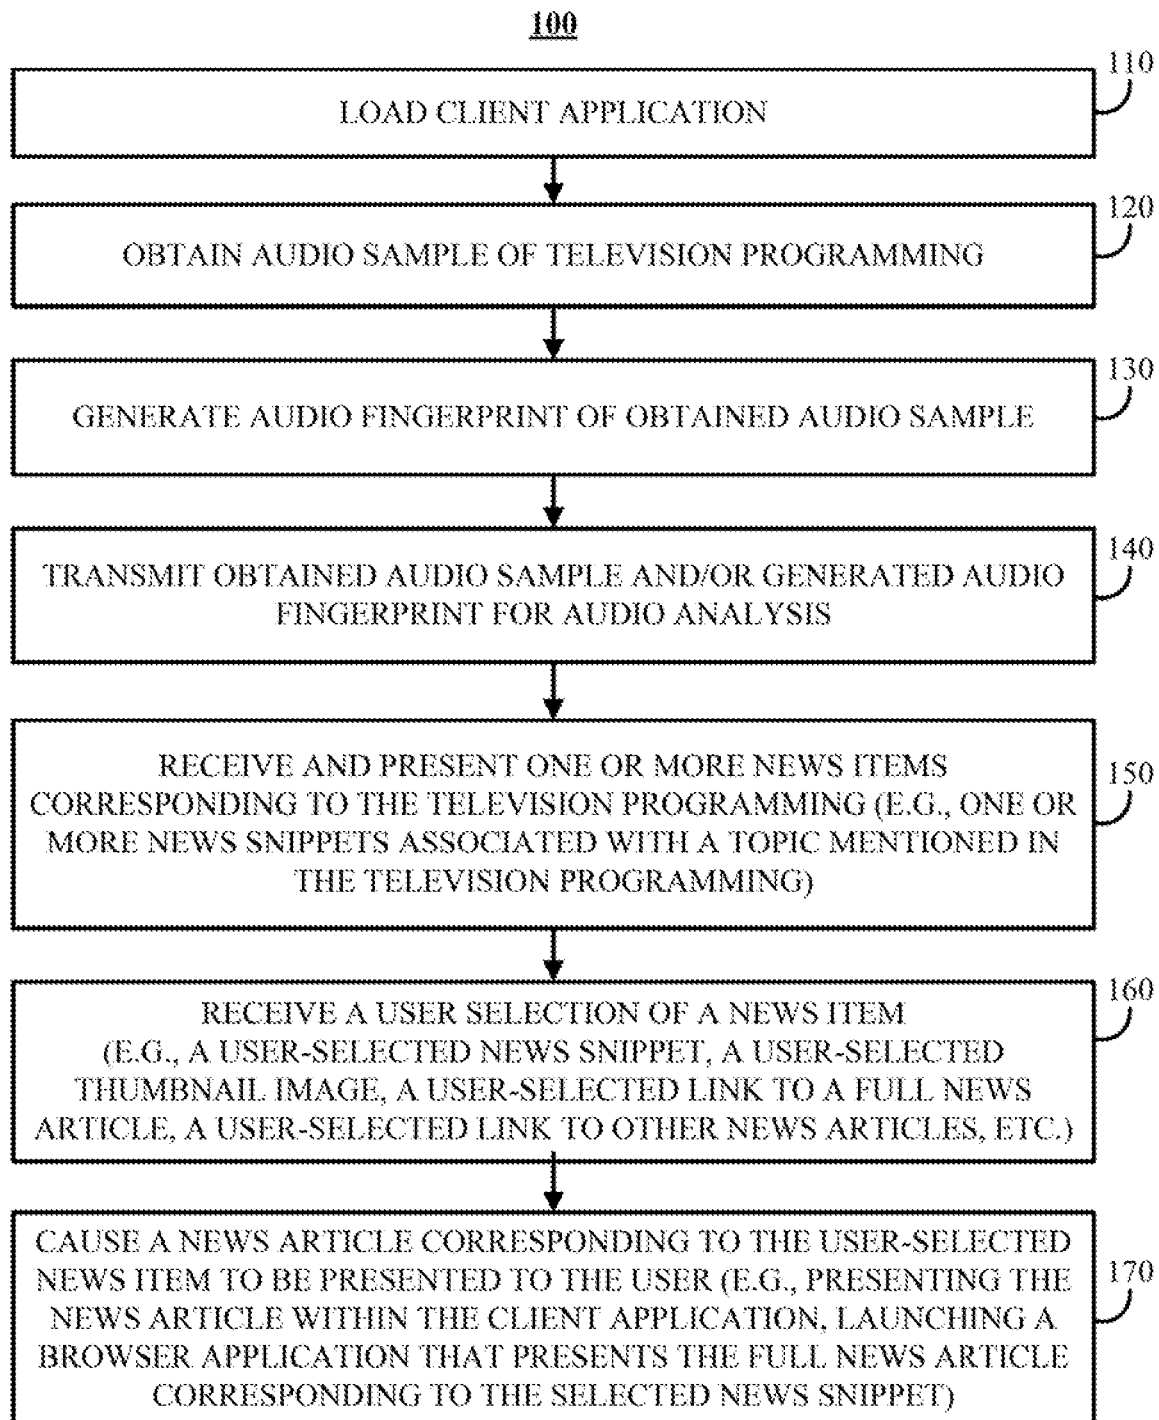 100
110
LOAD CLIENT APPLICATION
120
OBTAIN AUDIO SAMPLE OF TELEVISION PROGRAMMING
130
GENERATE AUDIO FINGERPRINT OF OBTAINED AUDIO SAMPLE
140
TRANSMIT OBTAINED AUDIO SAMPLE AND/OR GENERATED AUDIO
FINGERPRINT FOR AUDIO ANALYSIS
150
RECEIVE AND PRESENT ONE OR MORE NEWS ITEMS
CORRESPONDING TO THE TELEVISION PROGRAMMING (E.G., ONE OR
MORE NEWS SNIPPETS ASSOCIATED WITH A TOPIC MENTIONED IN
THE TELEVISION PROGRAMMING)
160
RECEIVE A USER SELECTION OF A NEWS ITEM
(E.G., A USER-SELECTED NEWS SNIPPET, A USER-SELECTED
THUMBNAIL IMAGE, A USER-SELECTED LINK TO A FULL NEWS
ARTICLE, A USER-SELECTED LINK TO OTHER NEWS ARTICLES, ETC.)
170
CAUSE A NEWS ARTICLE CORRESPONDING TO THE USER-SELECTED
NEWS ITEM TO BE PRESENTED TO THE USER (E.G., PRESENTING THE
NEWS ARTICLE WITHIN THE CLIENT APPLICATION, LAUNCHING A
BROWSER APPLICATION THAT PRESENTS THE FULL NEWS ARTICLE
CORRESPONDING TO THE SELECTED NEWS SNIPPET)